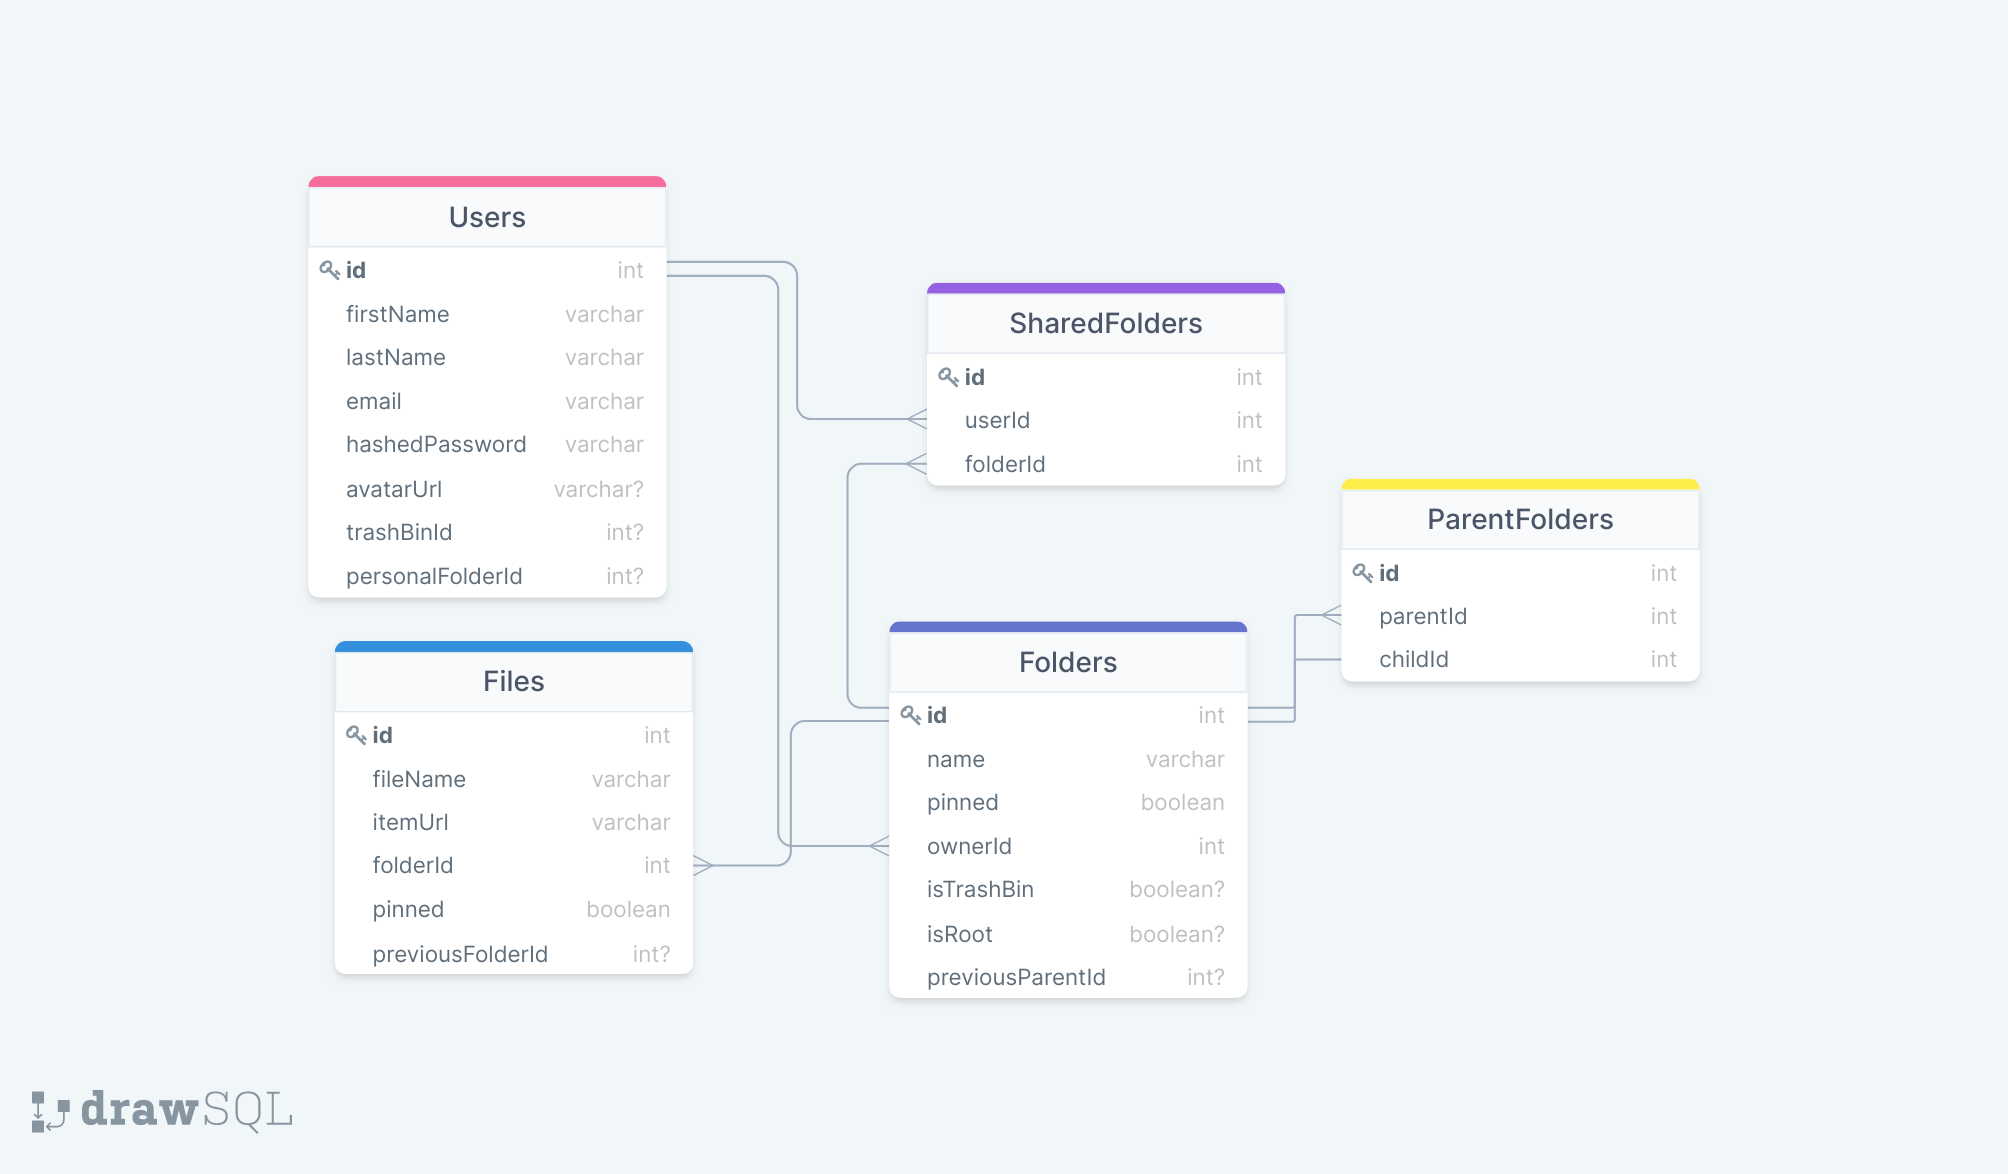 Users
id int
firstName varchar
lastName varchar
email varchar
hashedPassword varchar
avatarUrl varchar?
trashBinId int?
personalFolderId int?
SharedFolders
id int
userId int
folderId int
ParentFolders
id int
parentId int
childId int
Files
id int
fileName varchar
itemUrl varchar
folderId int
pinned boolean
previousFolderId int?
Folders
id int
name varchar
pinned boolean
ownerId int
isTrashBin boolean?
isRoot boolean?
previousParentId int?
drawSQL